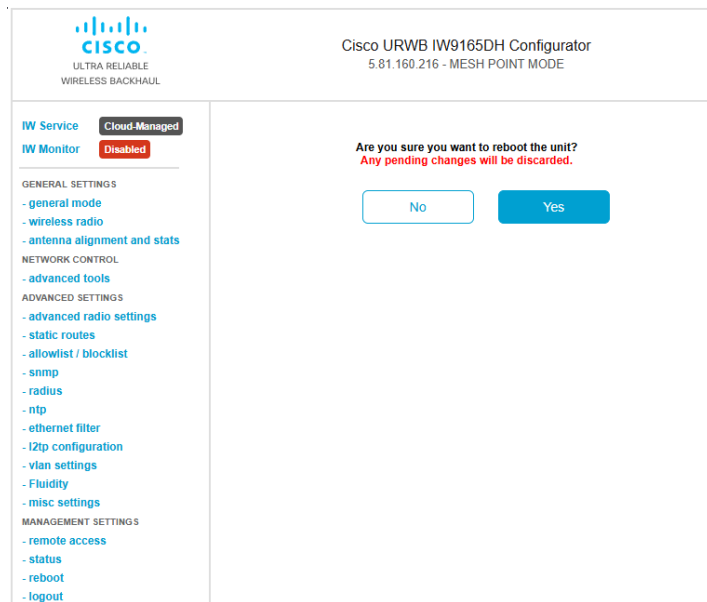 CISCO
ULTRA RELIABLE
WIRELESS BACKHAUL
Cisco URWB IW9165DH Configurator
5.81.160.216 - MESH POINT MODE
IW Service Cloud-Managed
IW Monitor Disabled
GENERAL SETTINGS
- general mode
- wireless radio
- antenna alignment and stats
NETWORK CONTROL
- advanced tools
ADVANCED SETTINGS
- advanced radio settings
- static routes
- allowlist / blocklist
- snmp
- radius
- ntp
- ethernet filter
- l2tp configuration
- vlan settings
- Fluidity
- misc settings
MANAGEMENT SETTINGS
- remote access
- status
- reboot
- logout
Are you sure you want to reboot the unit?
Any pending changes will be discarded.
No Yes